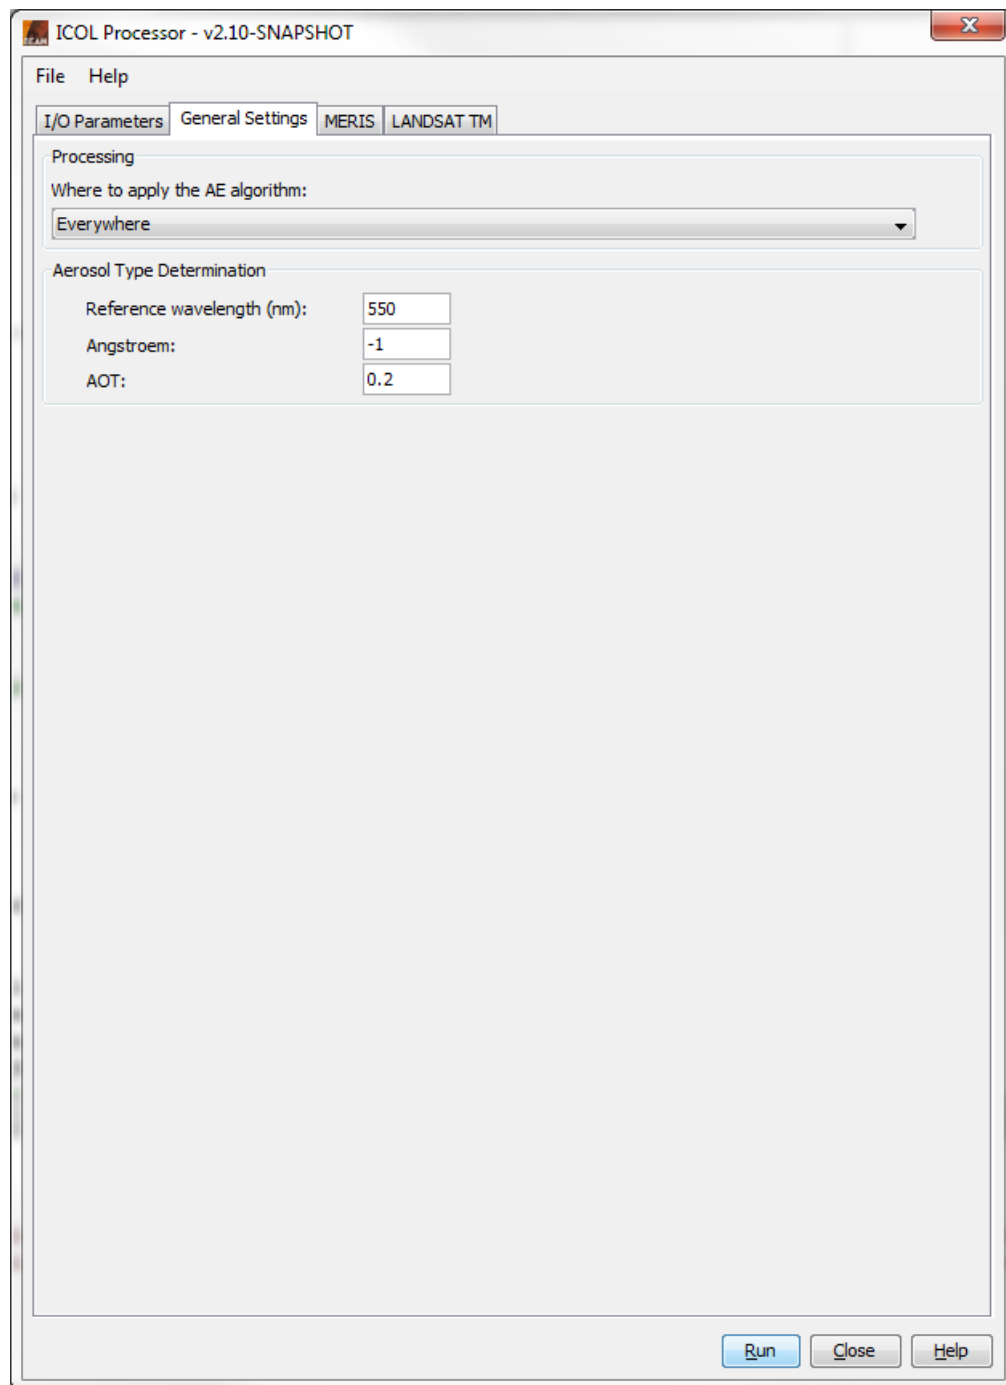 ICOL Processor - v2.10-SNAPSHOT
File Help
I/O Parameters General Settings MERIS LANDSAT TM
Processing
Where to apply the AE algorithm:
Everywhere
Aerosol Type Determination
Reference wavelength (nm): 550
Angstroem: -1
AOT: 0.2
Run Close Help